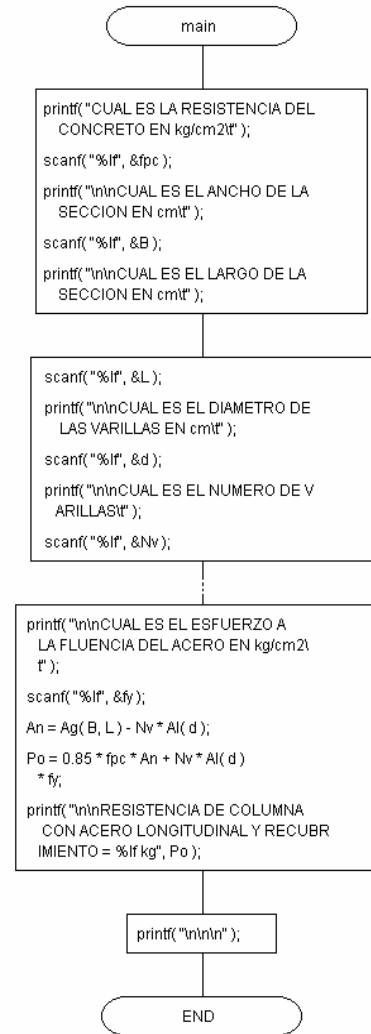 main
printf( "CUAL ES LA RESISTENCIA DEL
CONCRETO EN kg/cm2\t" );
scanf( "%lf", &fpc );
printf( "\n\nCUAL ES EL ANCHO DE LA
SECCION EN cm\t" );
scanf( "%lf", &B );
printf( "\n\nCUAL ES EL LARGO DE LA
SECCION EN cm\t" );
scanf( "%lf", &L );
printf( "\n\nCUAL ES EL DIAMETRO DE
LAS VARILLAS EN cm\t" );
scanf( "%lf", &d );
printf( "\n\nCUAL ES EL NUMERO DE V
ARILLAS\t" );
scanf( "%lf", &Nv );
printf( "\n\nCUAL ES EL ESFUERZO A
LA FLUENCIA DEL ACERO EN kg/cm2\
t" );
scanf( "%lf", &fy );
An = Ag( B, L ) - Nv * Al( d );
Po = 0.85 * fpc * An + Nv * Al( d )
* fy;
printf( "\n\nRESISTENCIA DE COLUMNA
CON ACERO LONGITUDINAL Y RECUBR
IMIENTO = %lf kg", Po );
printf( "\n\n\n" );
END